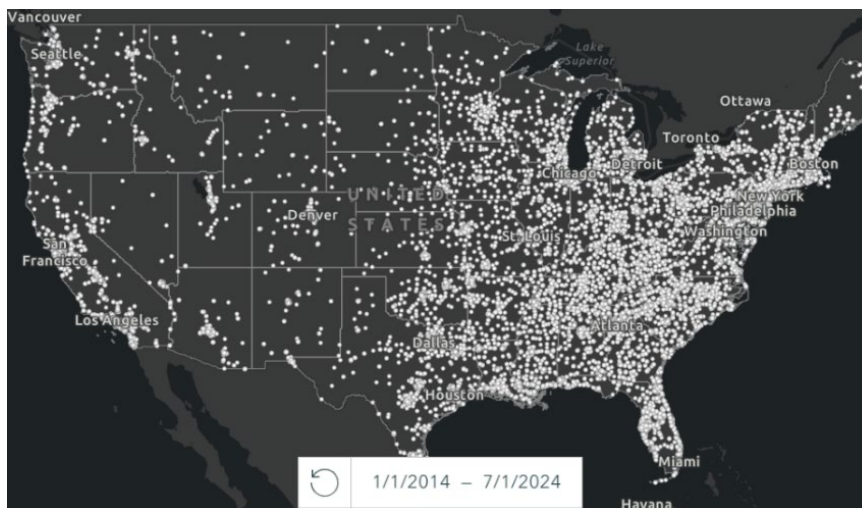 Vancouver
Seattle
Lake
Superior
Ottawa
Toronto
Boston
Detroit
Chicago
New York
UNITED
Denver
Philadelphia
STATES
St. Louis
Washington
San
Francisco
Los Angeles
Atlanta
Dallas
Houston
Miami
1/1/2014 – 7/1/2024
Havana